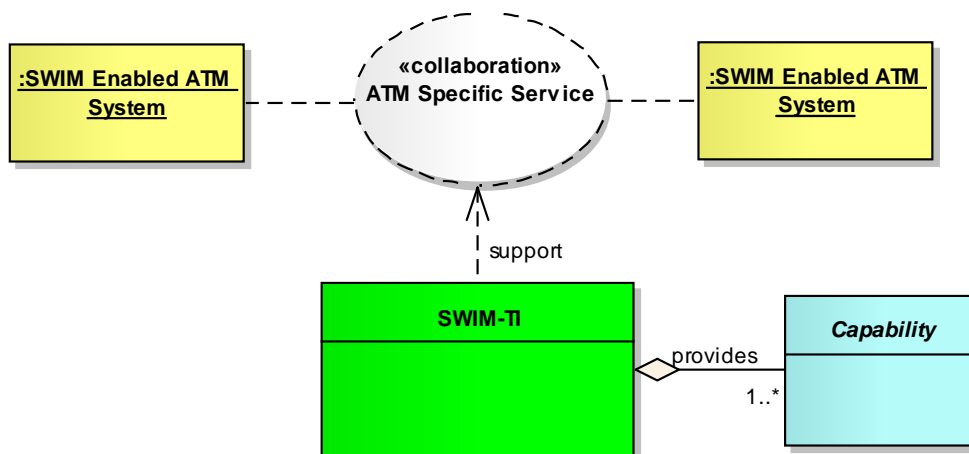 :SWIM Enabled ATM
System
«collaboration»
ATM Specific Service
:SWIM Enabled ATM
System
support
SWIM-TI
Capability
provides
1..*